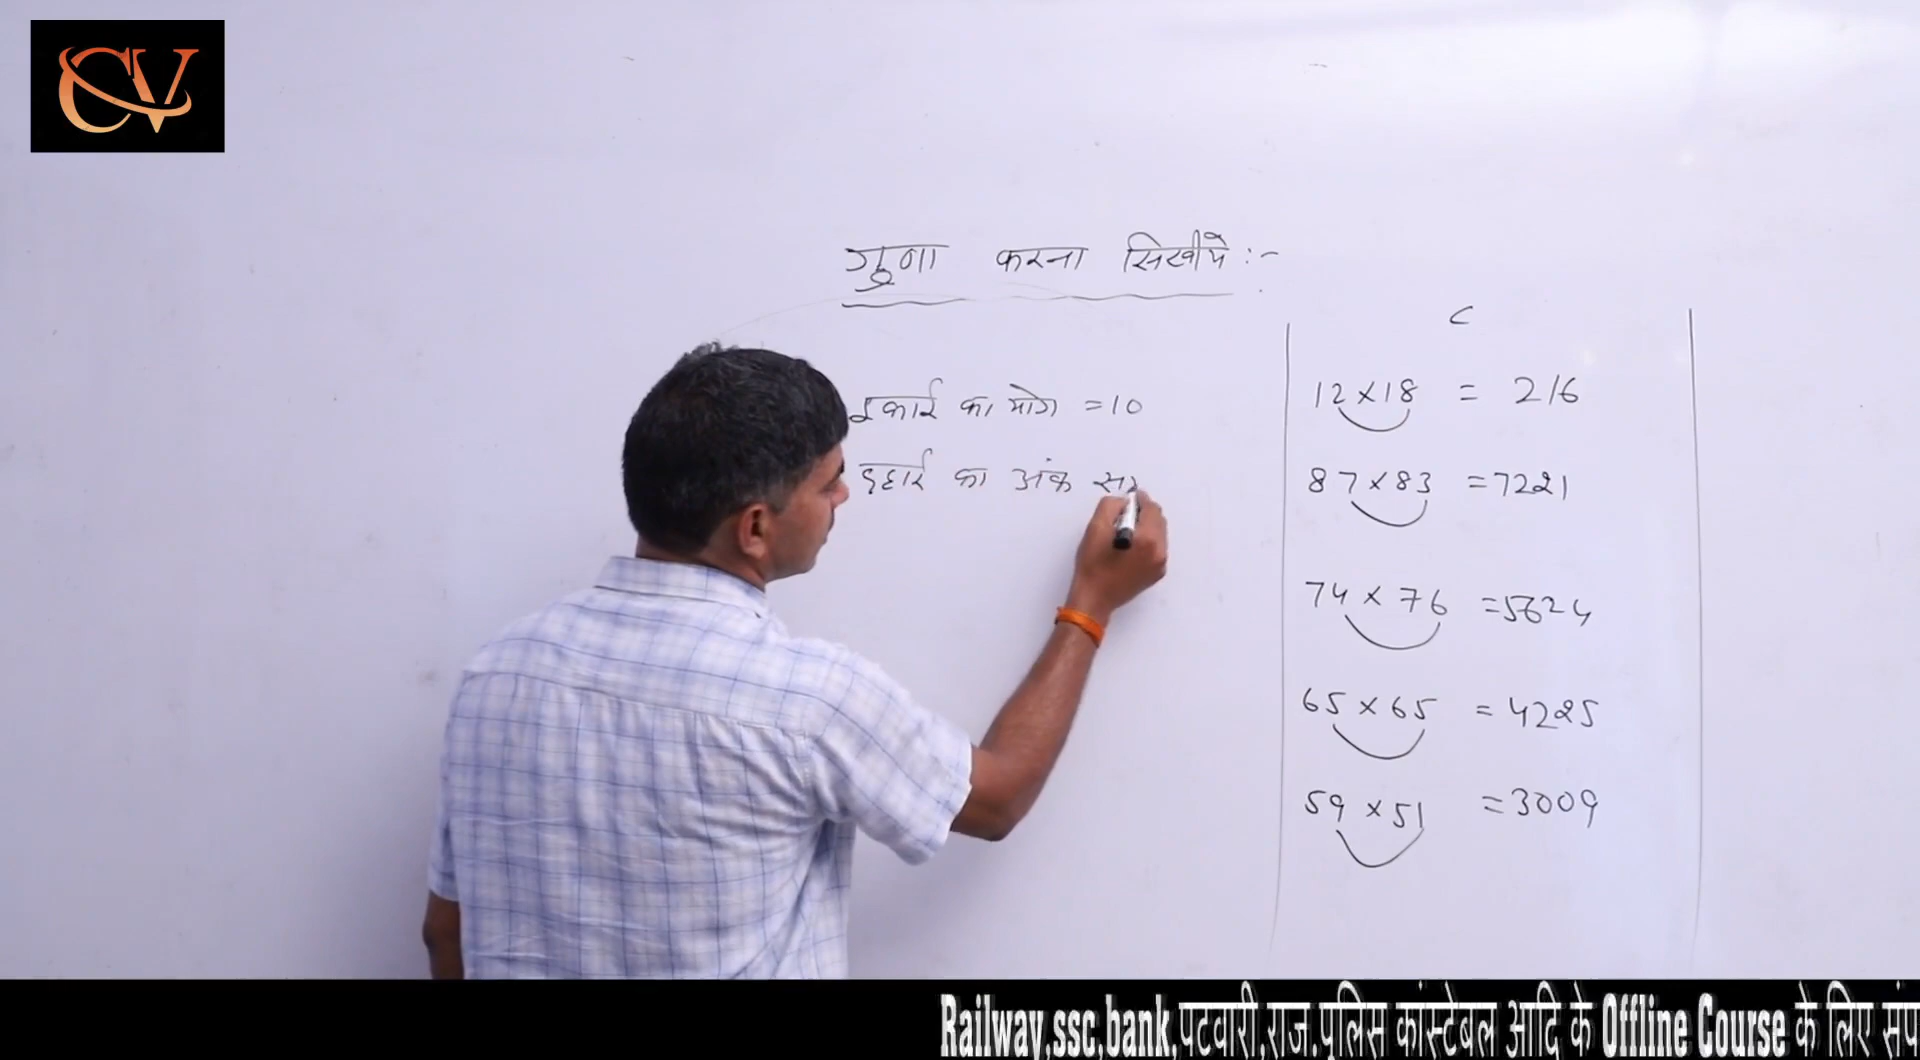 CV
गुणा करना सिखीये :-
इकाई का योग = 10
दहाई का अंक स
12 × 18 = 216
87 × 83 = 7221
74 × 76 = 5624
65 × 65 = 4225
59 × 51 = 3009
Railway,ssc,bank,पटवारी,राज.पुलिस कांस्टेबल आदि के Offline Course के लिए संप